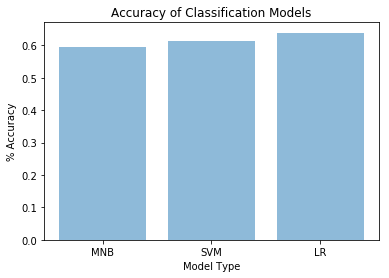 Accuracy of Classification Models
% Accuracy
0.6
0.5
0.4
0.3
0.2
0.1
0.0
MNB SVM LR
Model Type